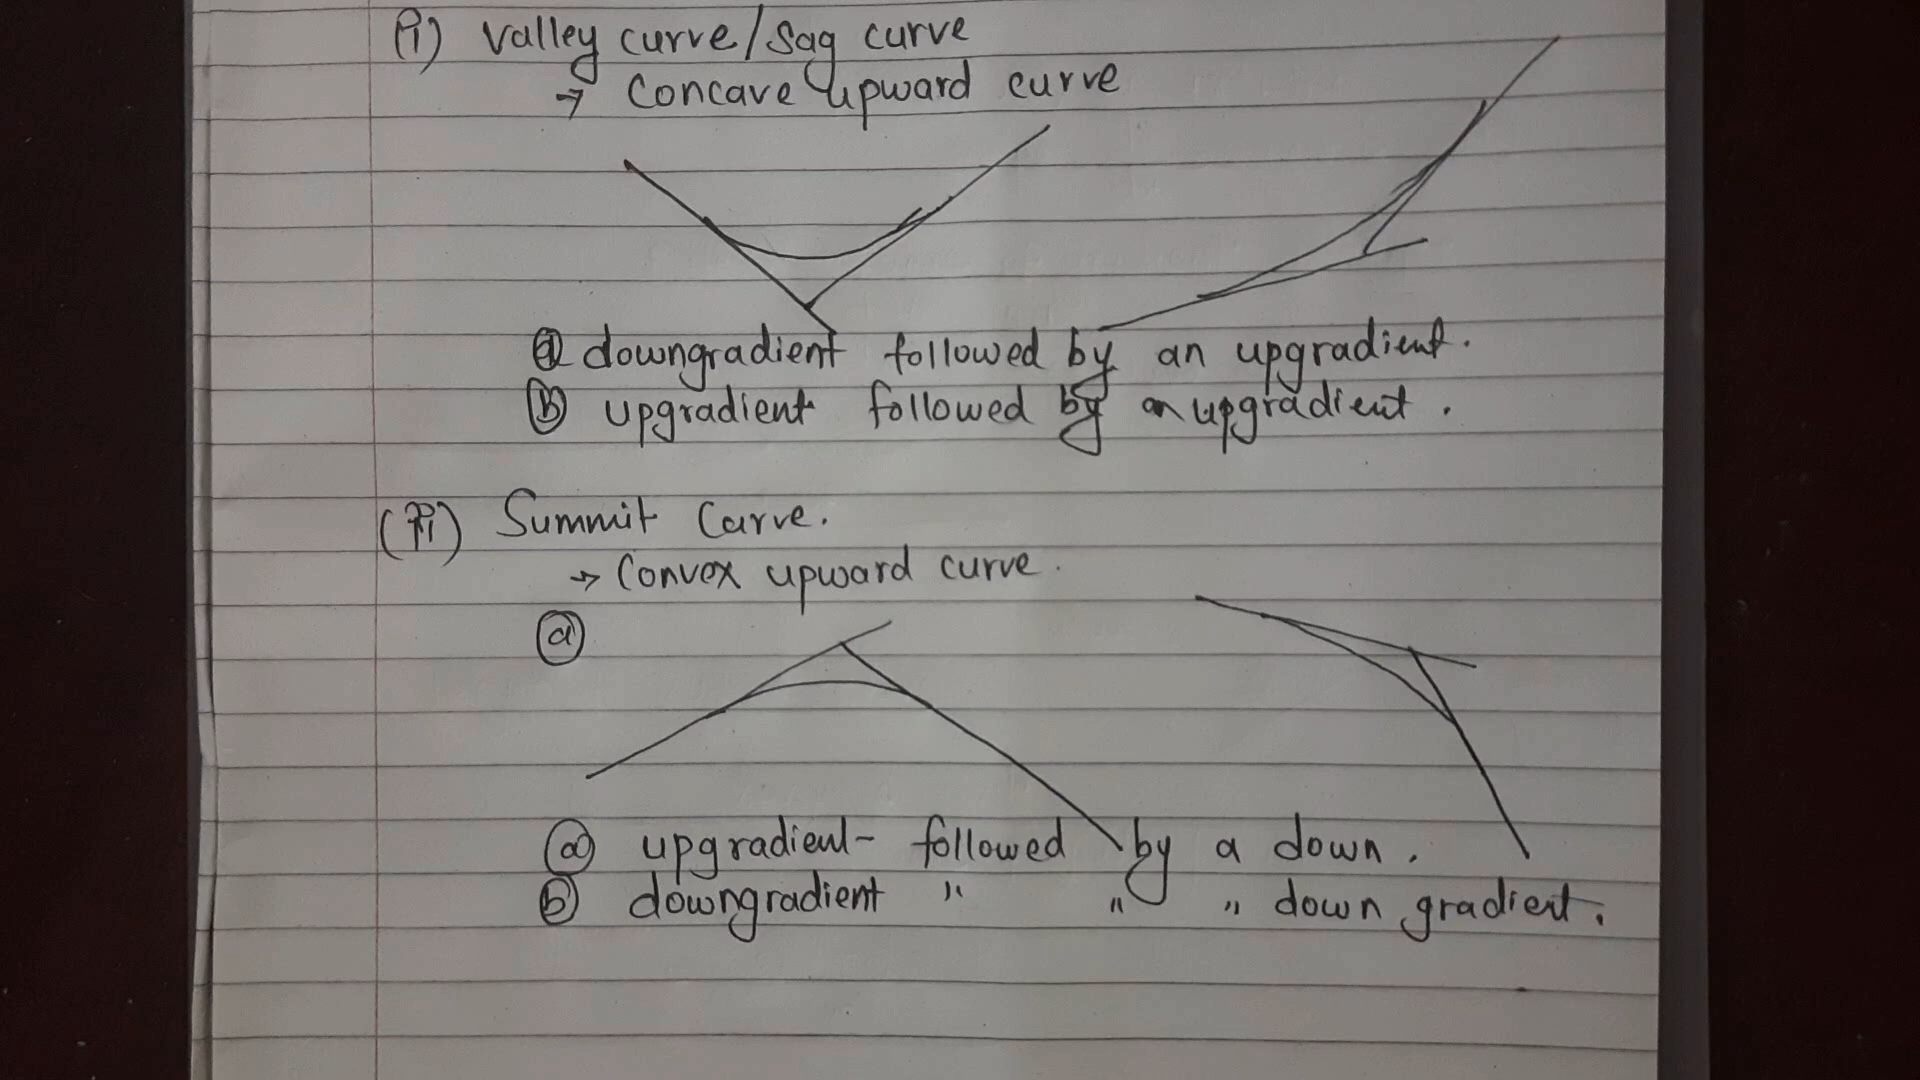 (i) Valley curve/Sag curve
→ Concave upward curve
ⓐ downgradient followed by an upgradient.
ⓑ upgradient followed by an upgradient.
(ii) Summit Curve.
→ Convex upward curve.
ⓐ
ⓐ upgradient followed by a down.
ⓑ downgradient " " " down gradient.